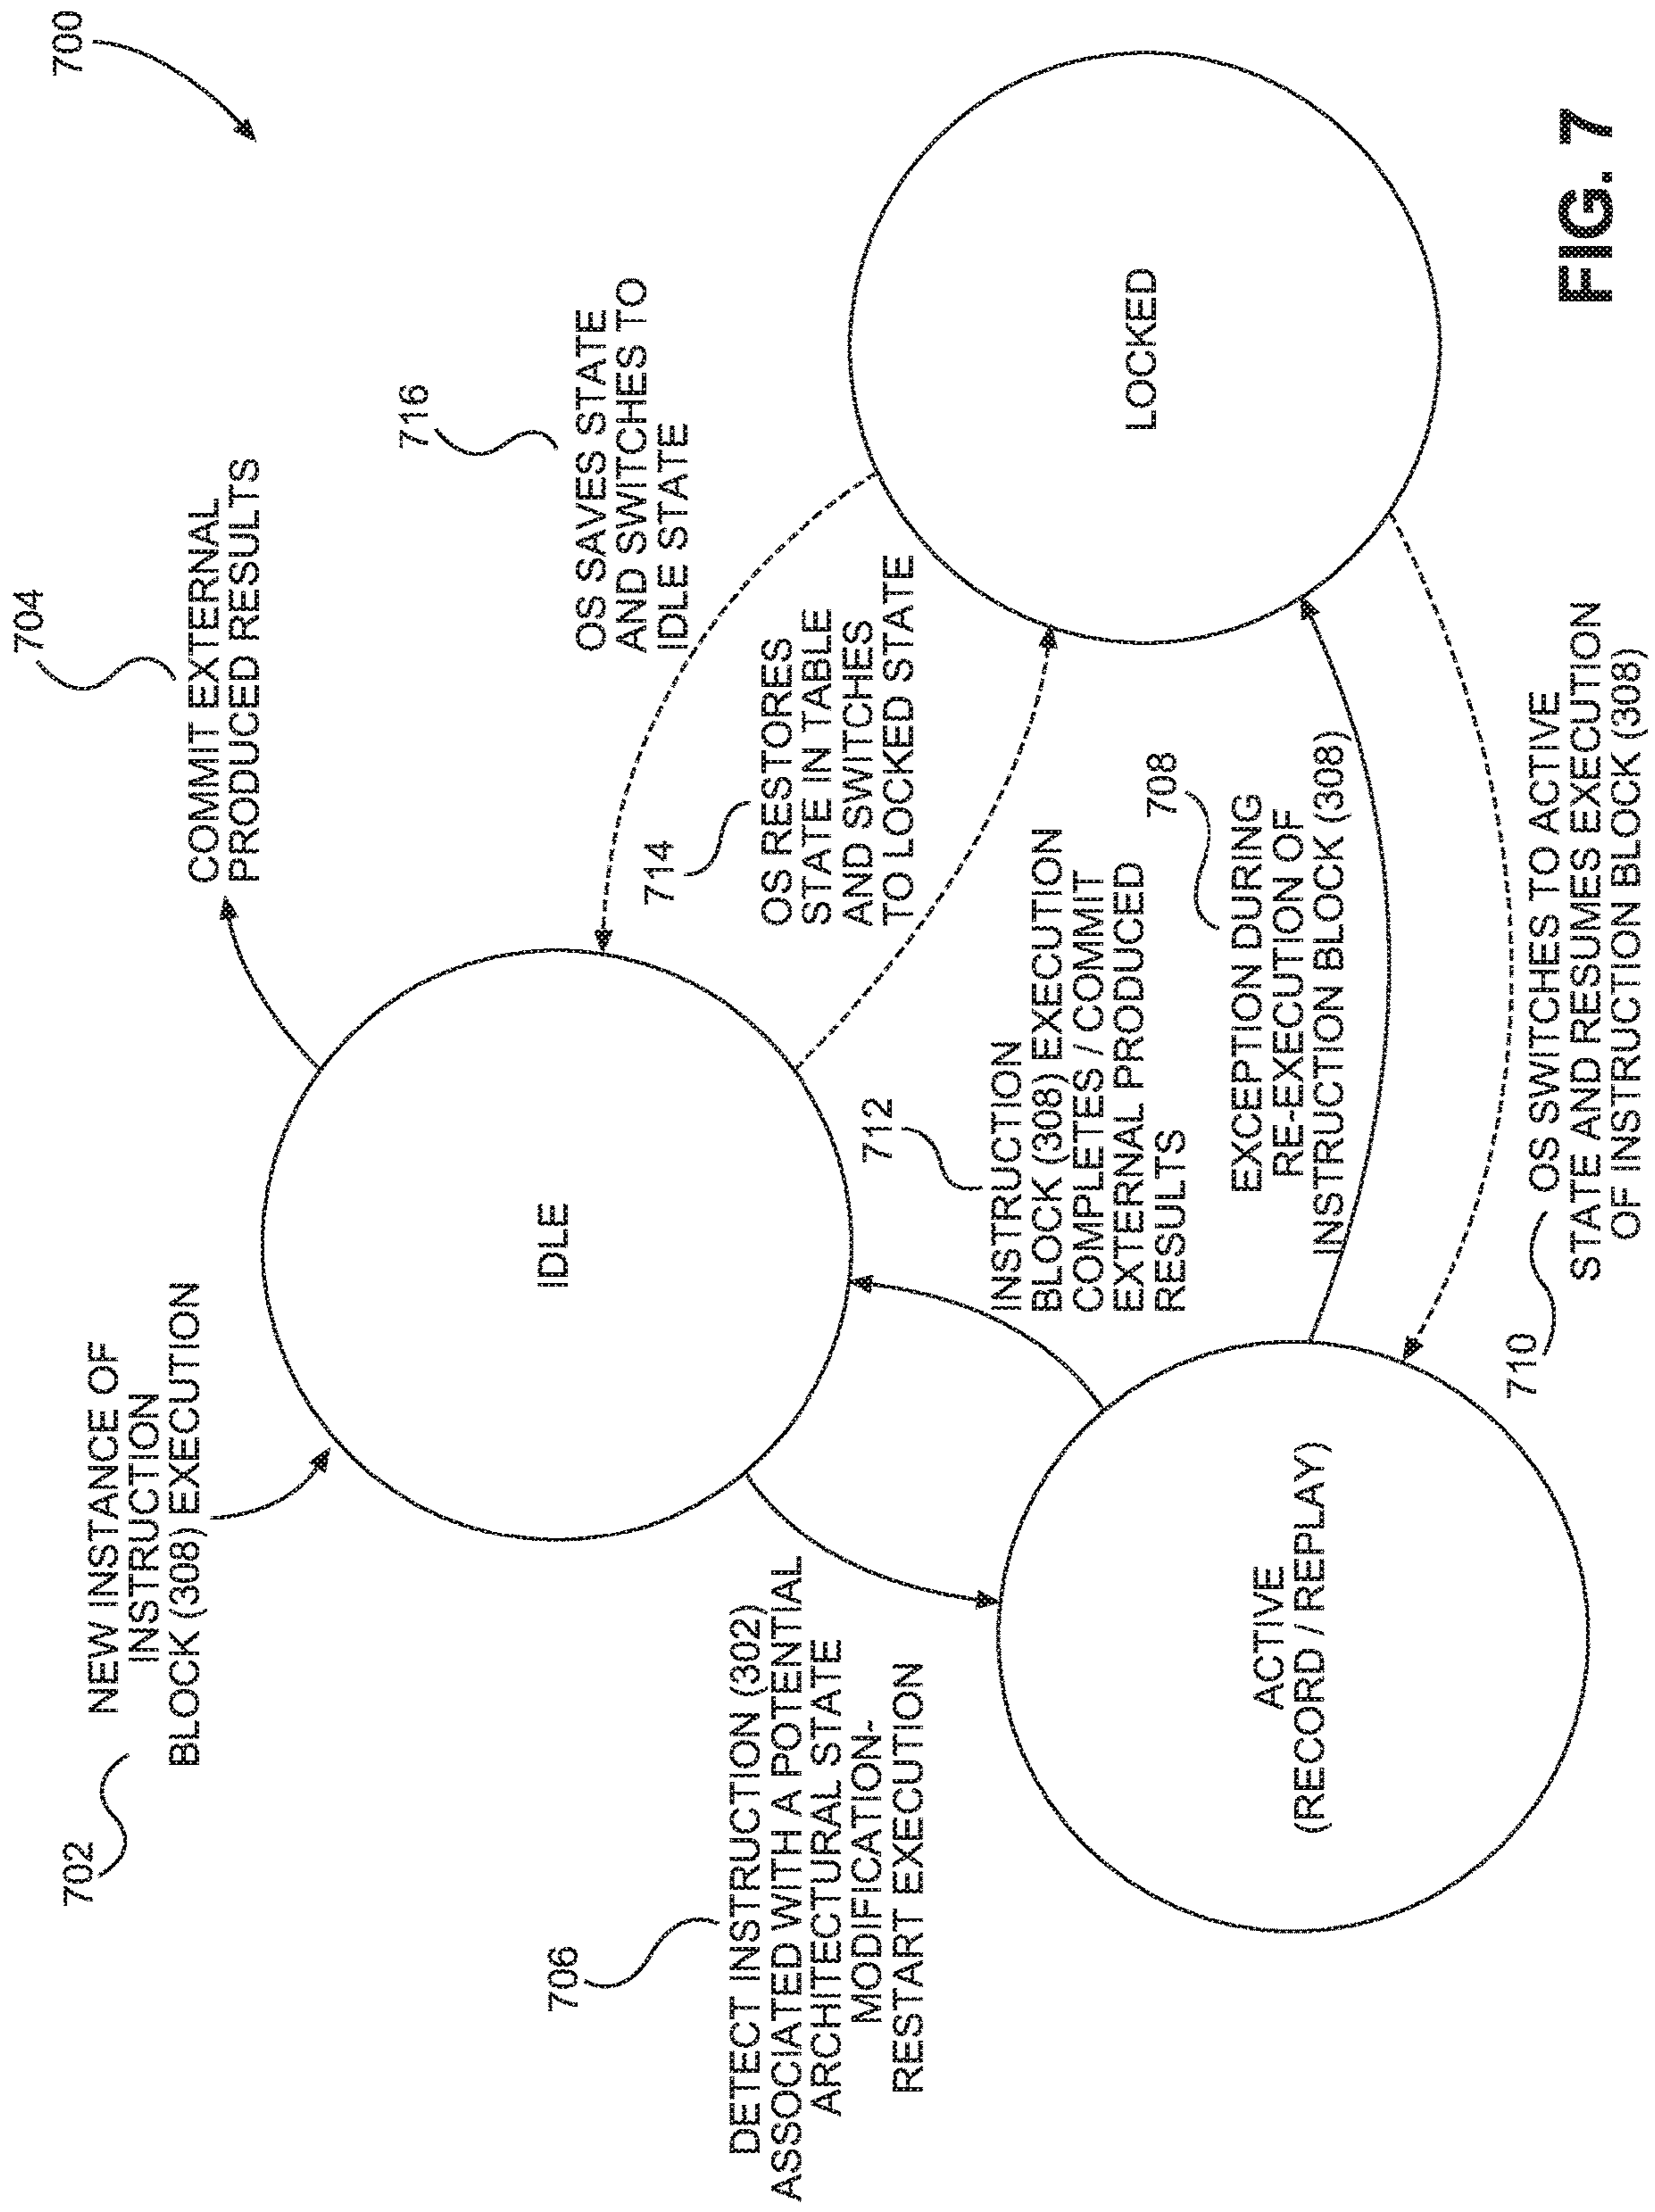 700
704
COMMIT EXTERNAL
PRODUCED RESULTS
702
NEW INSTANCE OF
INSTRUCTION
BLOCK (308) EXECUTION
716
OS SAVES STATE
AND SWITCHES TO
IDLE STATE
IDLE
714
OS RESTORES
STATE IN TABLE
AND SWITCHES
TO LOCKED STATE
LOCKED
706
DETECT INSTRUCTION (302)
ASSOCIATED WITH A POTENTIAL
ARCHITECTURAL STATE
MODIFICATION-
RESTART EXECUTION
712
INSTRUCTION
BLOCK (308) EXECUTION
COMPLETES / COMMIT
EXTERNAL PRODUCED
RESULTS
708
EXCEPTION DURING
RE-EXECUTION OF
INSTRUCTION BLOCK (308)
ACTIVE
(RECORD / REPLAY)
710
OS SWITCHES TO ACTIVE
STATE AND RESUMES EXECUTION
OF INSTRUCTION BLOCK (308)
FIG. 7